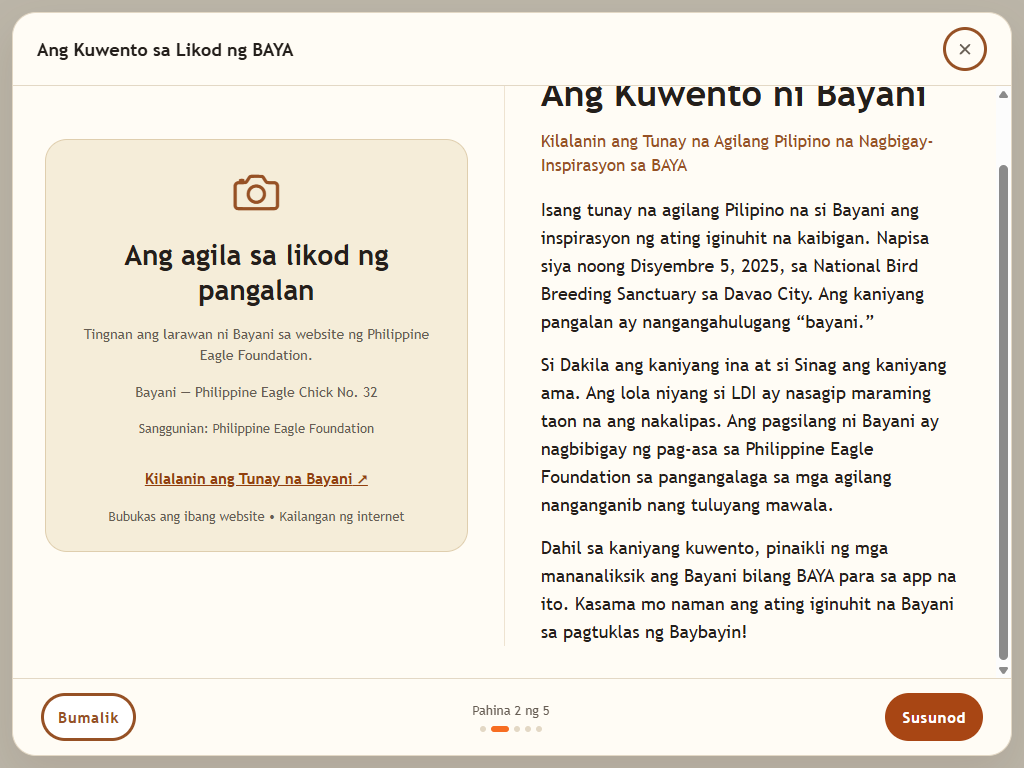 Ang Kuwento sa Likod ng BAYA
Ang agila sa likod ng
pangalan
Tingnan ang larawan ni Bayani sa website ng Philippine
Eagle Foundation.
Bayani — Philippine Eagle Chick No. 32
Sanggunian: Philippine Eagle Foundation
Kilalanin ang Tunay na Bayani ↗
Bubukas ang ibang website • Kailangan ng internet
Ang Kuwento ni Bayani
Kilalanin ang Tunay na Agilang Pilipino na Nagbigay-
Inspirasyon sa BAYA
Isang tunay na agilang Pilipino na si Bayani ang
inspirasyon ng ating iginuhit na kaibigan. Napisa
siya noong Disyembre 5, 2025, sa National Bird
Breeding Sanctuary sa Davao City. Ang kaniyang
pangalan ay nangangahulugang “bayani.”
Si Dakila ang kaniyang ina at si Sinag ang kaniyang
ama. Ang lola niyang si LDI ay nasagip maraming
taon na ang nakalipas. Ang pagsilang ni Bayani ay
nagbibigay ng pag-asa sa Philippine Eagle
Foundation sa pangangalaga sa mga agilang
nanganganib nang tuluyang mawala.
Dahil sa kaniyang kuwento, pinaikli ng mga
mananaliksik ang Bayani bilang BAYA para sa app na
ito. Kasama mo naman ang ating iginuhit na Bayani
sa pagtuklas ng Baybayin!
Bumalik
Pahina 2 ng 5
Susunod